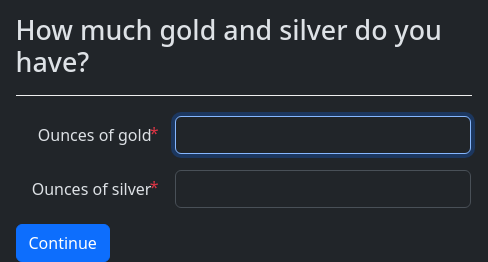 How much gold and silver do you
have?
Ounces of gold*
Ounces of silver*
Continue